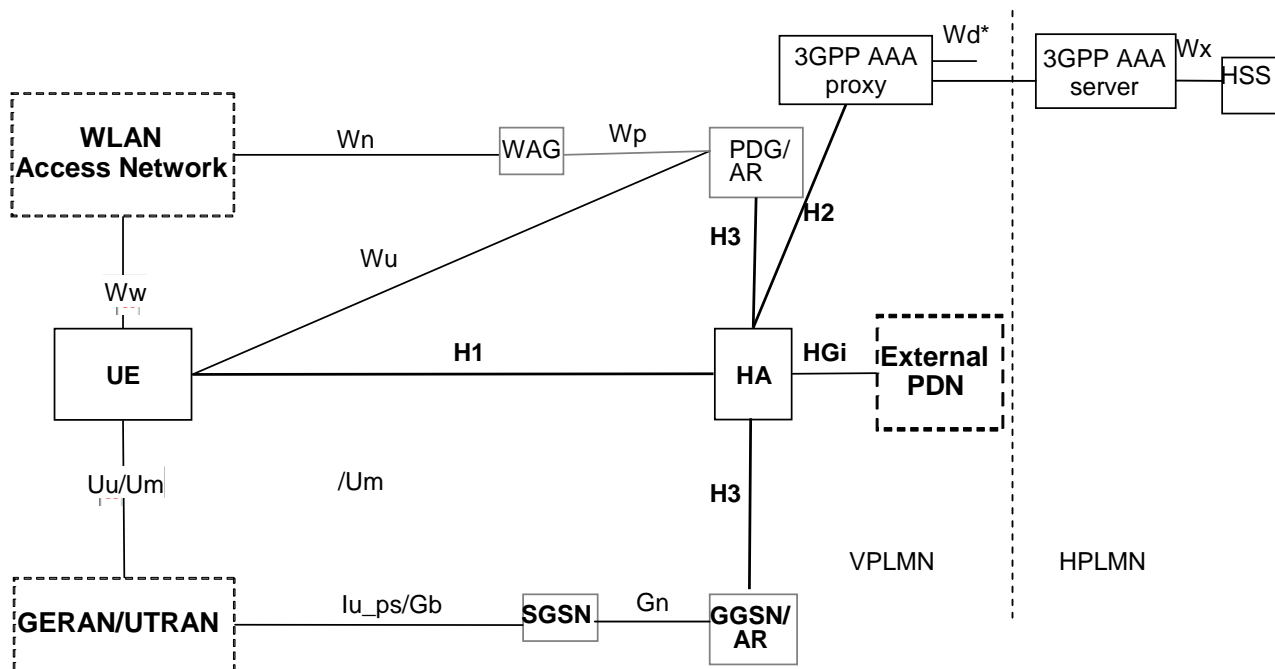 Wd*
3GPP AAA
proxy
3GPP AAA
server
Wx
HSS
WLAN
Access Network
Wn
WAG
Wp
PDG/
AR
H2
H3
Wu
Ww
UE
H1
HA
HGi
External
PDN
Uu/Um
/Um
H3
VPLMN
HPLMN
GERAN/UTRAN
Iu_ps/Gb
SGSN
Gn
GGSN/
AR